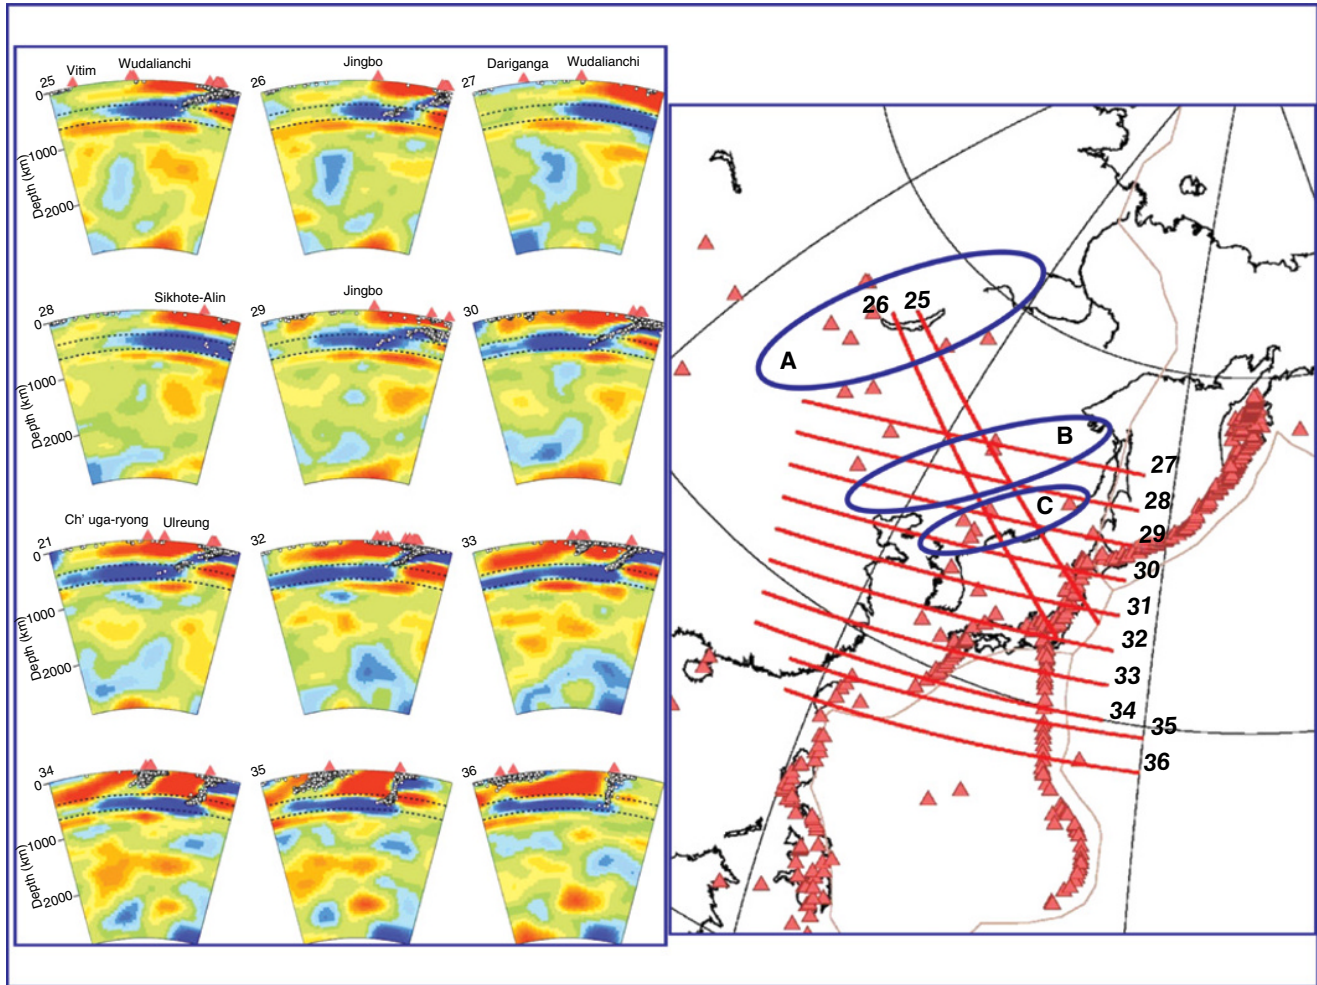 25
Vitim
Wudalianchi
26
Jingbo
27
Dariganga
Wudalianchi
0
1000
2000
Depth (km)
28
Sikhote-Alin
29
Jingbo
30
0
1000
2000
Depth (km)
21
Ch' uga-ryong
Ulreung
32
33
0
1000
2000
Depth (km)
34
35
36
0
1000
2000
Depth (km)
26 25
A
B
C
27
28
29
30
31
32
33
34
35
36